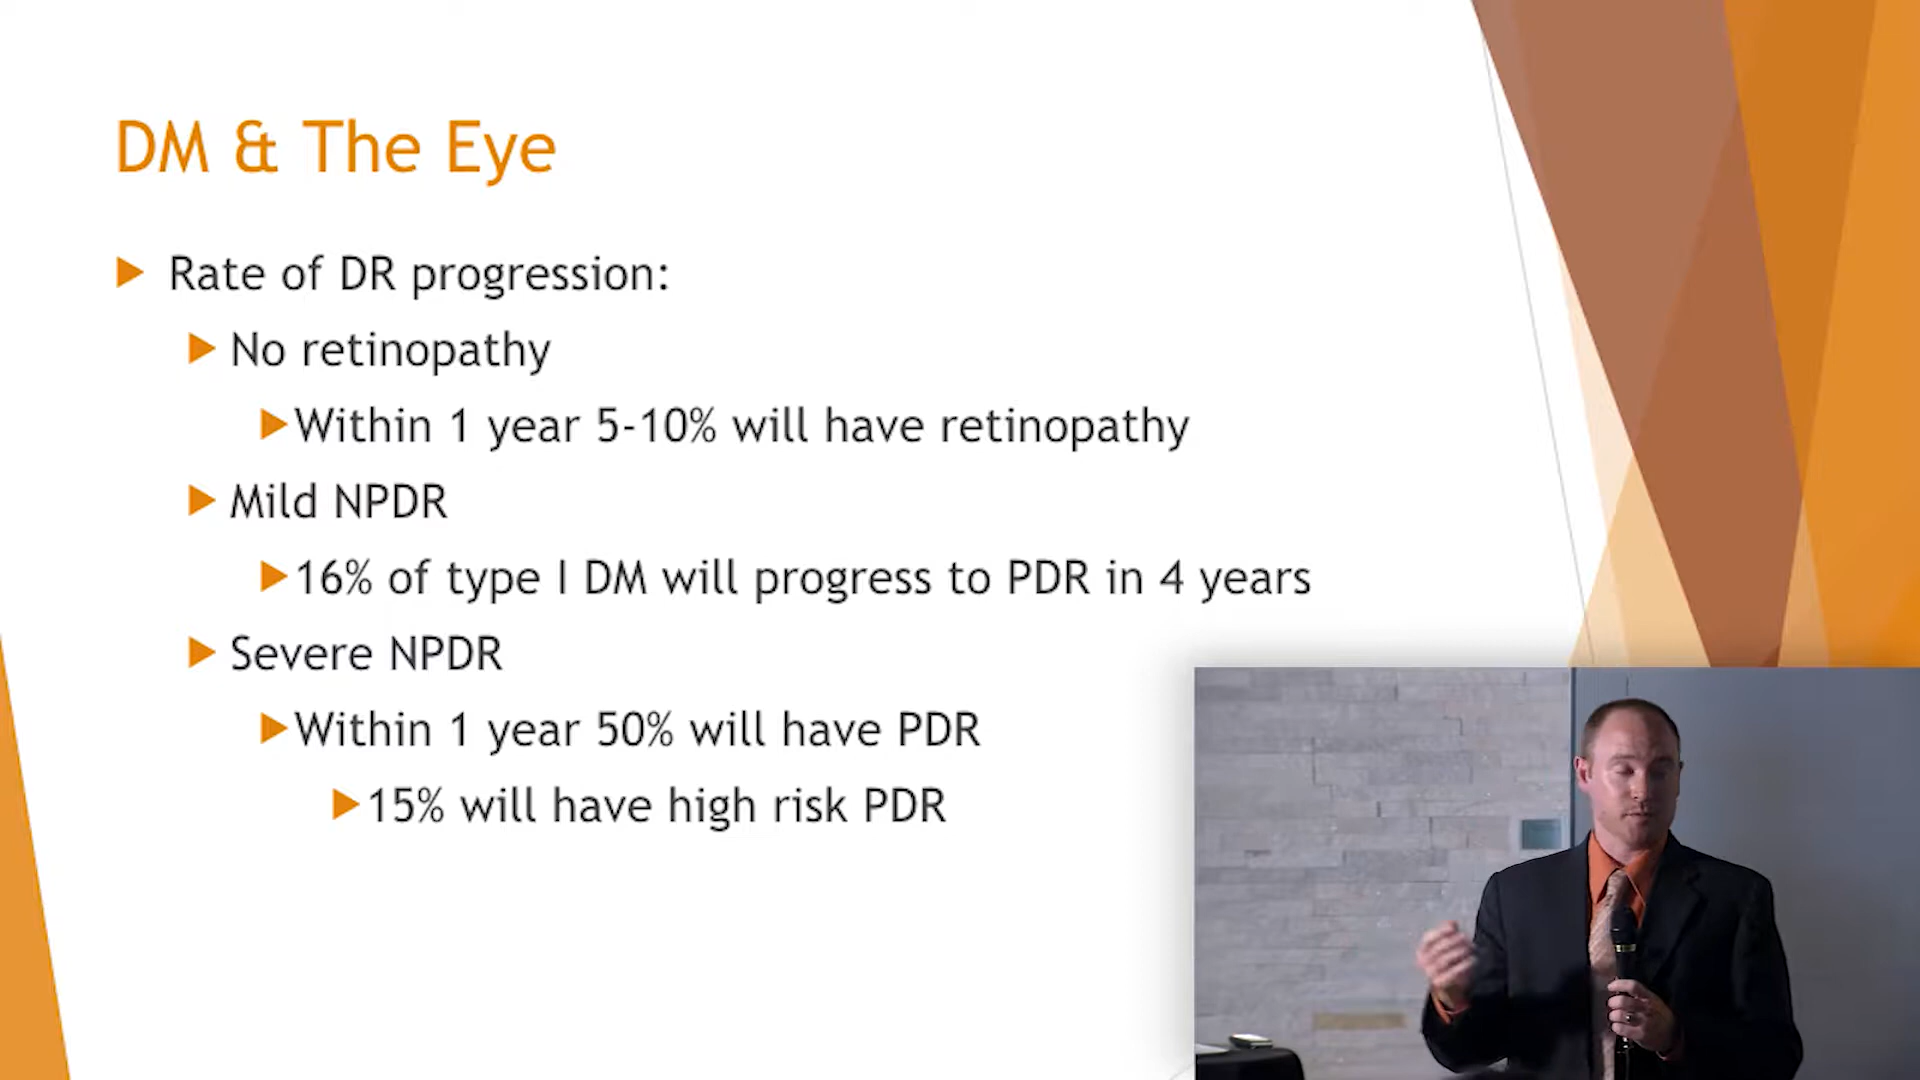 DM & The Eye
Rate of DR progression:
No retinopathy
Within 1 year 5-10% will have retinopathy
Mild NPDR
16% of type I DM will progress to PDR in 4 years
Severe NPDR
Within 1 year 50% will have PDR
15% will have high risk PDR